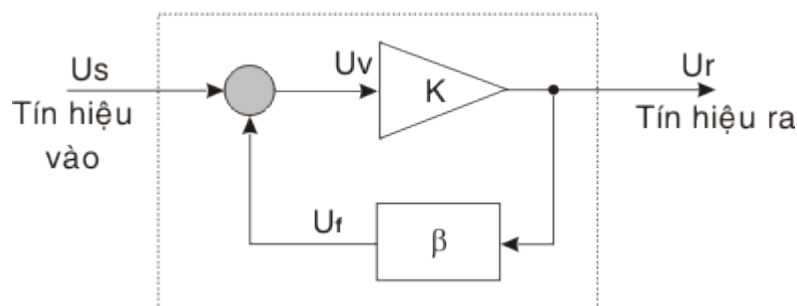 Us
Tín hiệu
vào
Uv
K
Ur
Tín hiệu ra
Uf
β